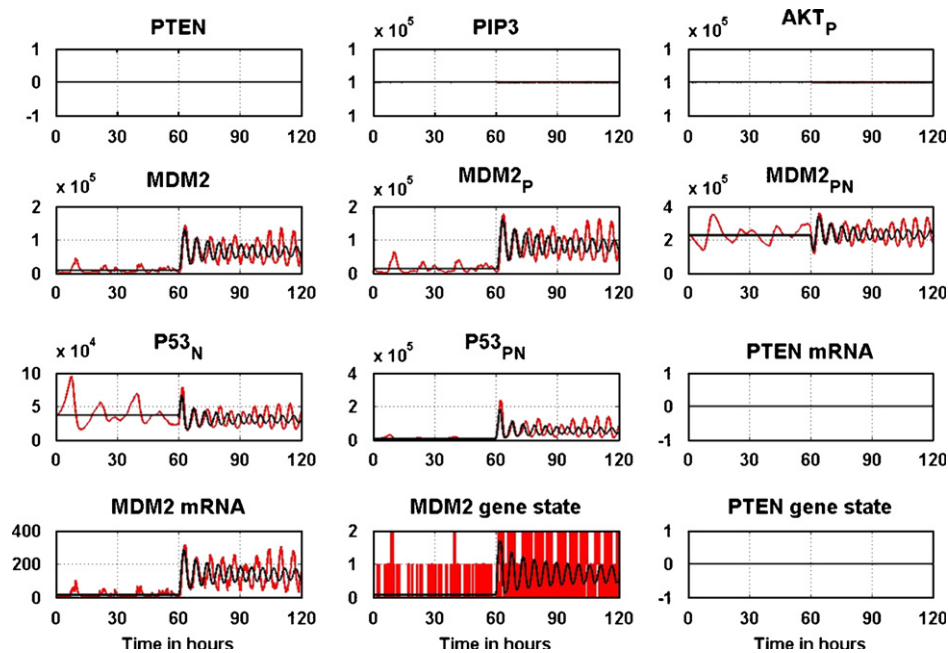 PTEN
1
0
-1
0 30 60 90 120
x 10^5 PIP3
1
1
1
0 30 60 90 120
x 10^5 AKT_P
1
1
1
0 30 60 90 120
x 10^5 MDM2
2
1
0
0 30 60 90 120
x 10^5 MDM2_P
2
1
0
0 30 60 90 120
x 10^5 MDM2_PN
4
2
0
0 30 60 90 120
x 10^4 P53_N
10
5
0
0 30 60 90 120
x 10^5 P53_PN
4
2
0
0 30 60 90 120
PTEN mRNA
1
0
-1
0 30 60 90 120
MDM2 mRNA
400
200
0
0 30 60 90 120
Time in hours
MDM2 gene state
2
1
0
0 30 60 90 120
Time in hours
PTEN gene state
1
0
-1
0 30 60 90 120
Time in hours